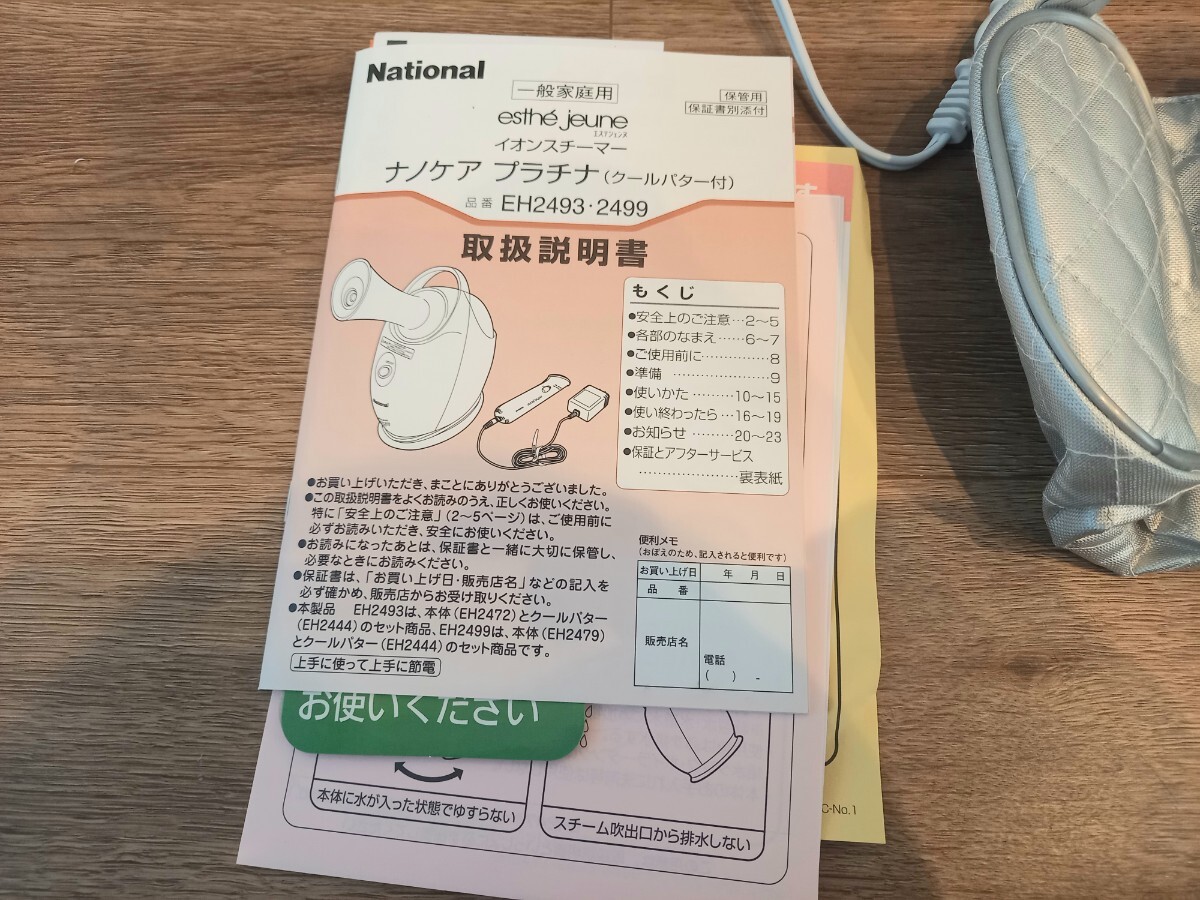 National
一般家庭用
保管用
保証書別添付
esthé jeune
エステジェンヌ
イオンスチーマー
ナノケア プラチナ(クールパター付)
品番 EH2493・2499
取扱説明書
もくじ
●安全上のご注意…2〜5
●各部のなまえ……6〜7
●ご使用前に……………8
●準備 …………………9
●使いかた ………10〜15
●使い終わったら…16〜19
●お知らせ ………20〜23
●保証とアフターサービス
…………………裏表紙
●お買い上げいただき、まことにありがとうございました。
●この取扱説明書をよくお読みのうえ、正しくお使いください。
特に「安全上のご注意」(2〜5ページ)は、ご使用前に
必ずお読みいただき、安全にお使いください。
●お読みになったあとは、保証書と一緒に大切に保管し、
必要なときにお読みください。
●保証書は、「お買い上げ日・販売店名」などの記入を
必ず確かめ、販売店からお受け取りください。
●本製品 EH2493は、本体(EH2472)とクールパター
(EH2444)のセット商品、EH2499は、本体(EH2479)
とクールパター(EH2444)のセット商品です。
上手に使って上手に節電
便利メモ
(おぼえのため、記入されると便利です)
お買い上げ日 年 月 日
品番
販売店名
電話
( ) -
お使いください
本体に水が入った状態でゆすらない
スチーム吹出口から排水しない
C-No.1
す